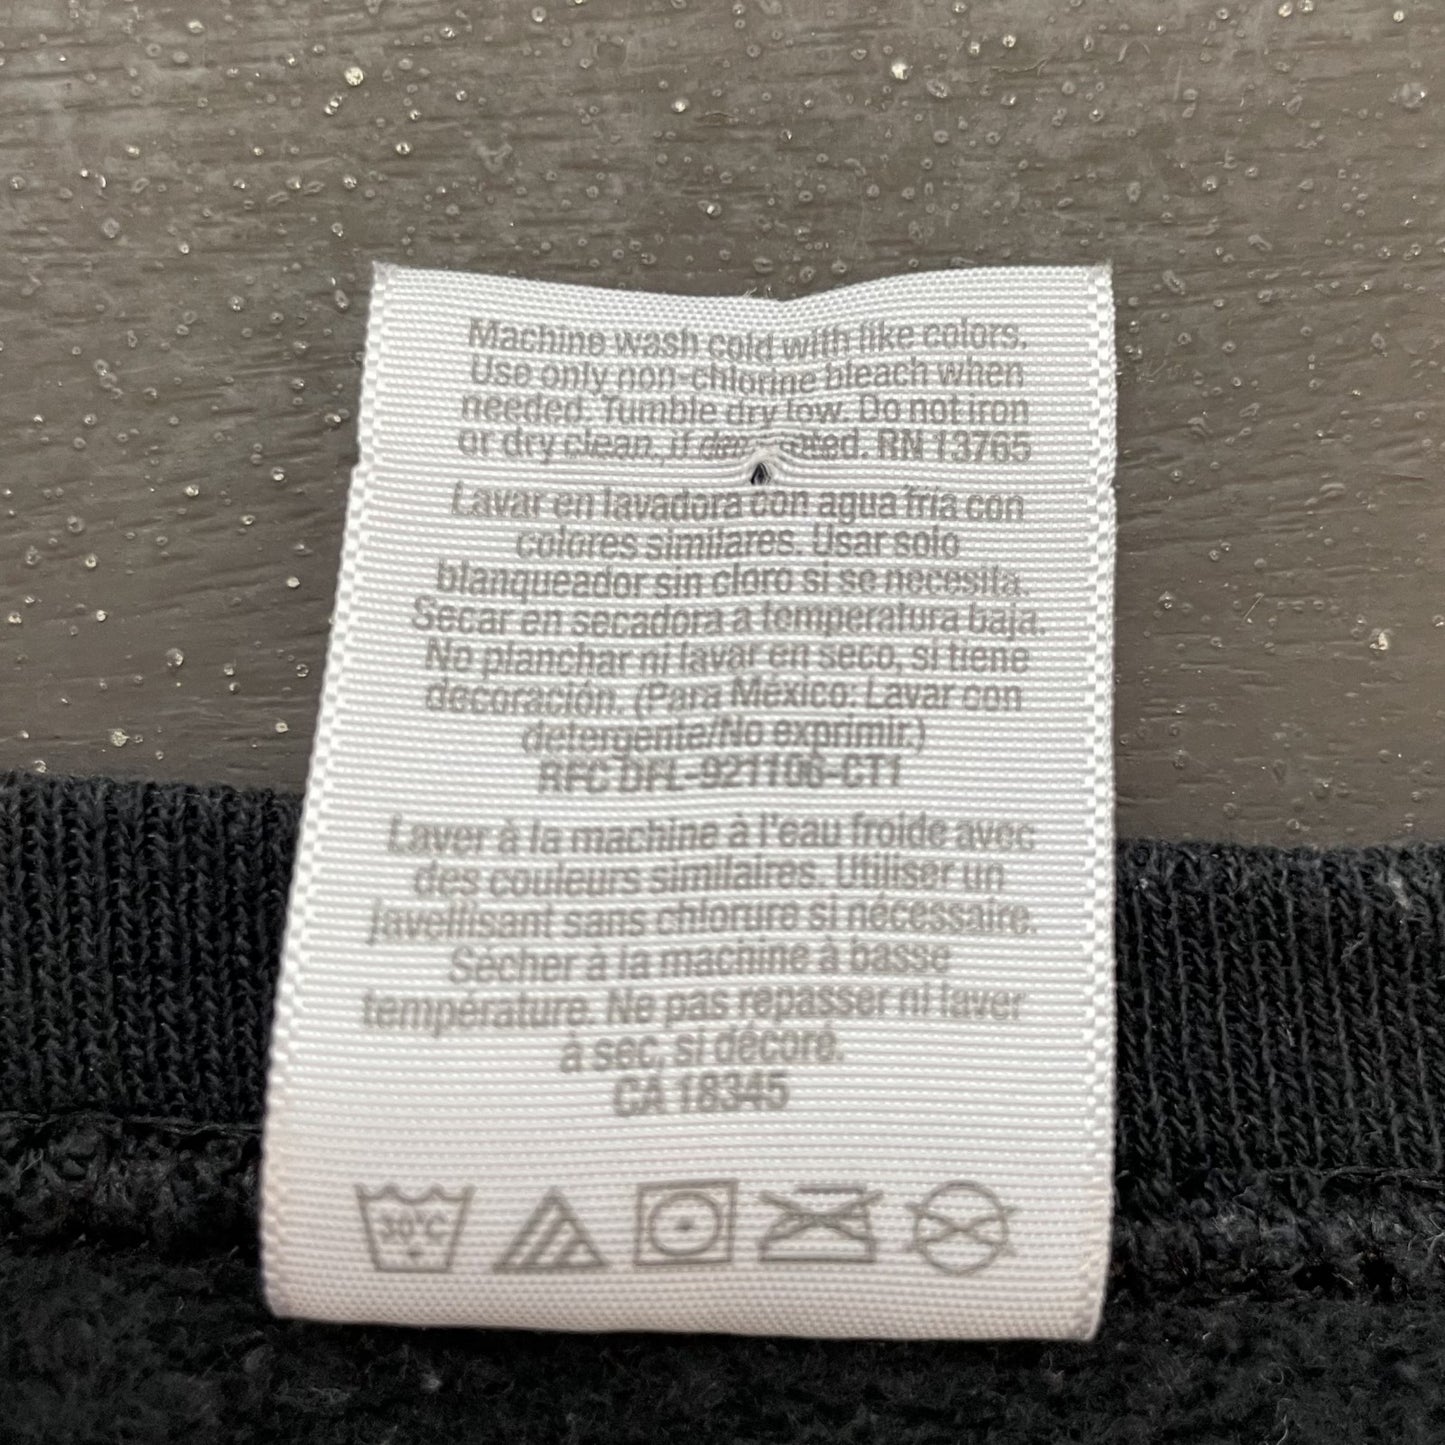 Machine wash cold with like colors.
Use only non-chlorine bleach when
needed. Tumble dry low. Do not iron
or dry clean, if RN 13765
Lavar en lavadora con agua fría con
colores similares. Usar solo
blanqueador sin cloro si se necesita.
Secar en secadora a temperatura baja.
No planchar ni lavar en seco, si tiene
decoración. (Para México: Lavar con
detergente/No exprimir.)
RFC DFL-921106-CT1
Laver à la machine à l'eau froide avec
des couleurs similaires. Utiliser un
javellisant sans chlorure si nécessaire.
Sécher à la machine à basse
température. Ne pas repasser ni laver
à sec, si décoré.
CA 18345
30°C